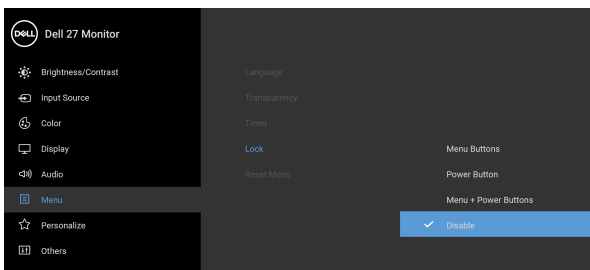 DELL Dell 27 Monitor
Brightness/Contrast
Language
Input Source
Transparency
Color
Timer
Display
Lock
Menu Buttons
Audio
Reset Menu
Power Button
Menu
Menu + Power Buttons
Personalize
Disable
Others